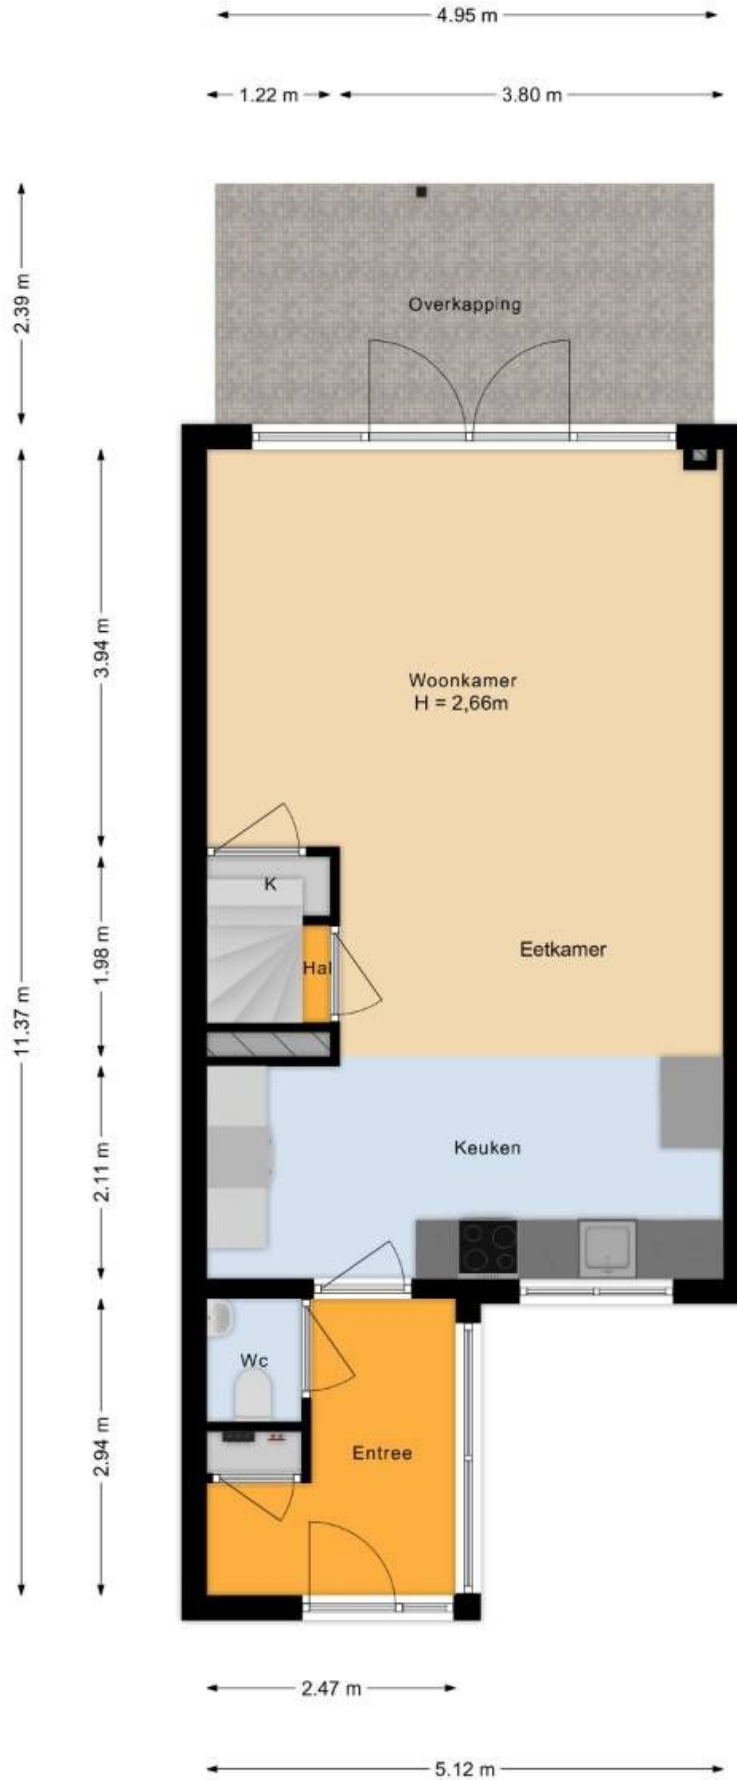 4.95 m
1.22 m
3.80 m
2.39 m
Overkapping
3.94 m
Woonkamer
H = 2,66m
K
1.98 m
Eetkamer
Hal
11.37 m
2.11 m
Keuken
Wc
2.94 m
Entree
2.47 m
5.12 m